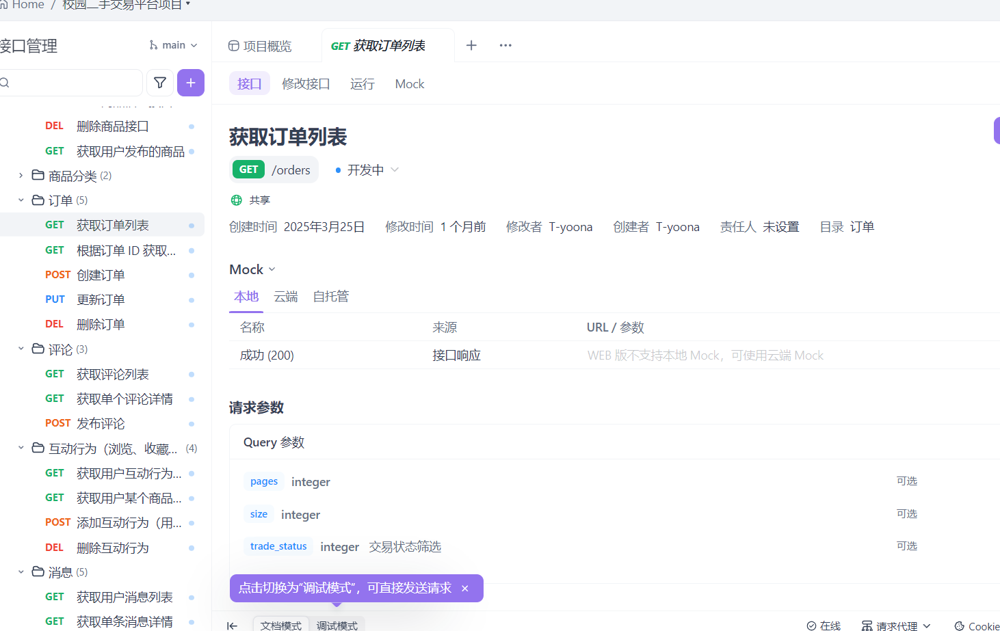 Home / 校园二手交易平台项目
接口管理
main
DEL 删除商品接口
GET 获取用户发布的商品
商品分类 (2)
订单 (5)
GET 获取订单列表
GET 根据订单 ID 获取...
POST 创建订单
PUT 更新订单
DEL 删除订单
评论 (3)
GET 获取评论列表
GET 获取单个评论详情
POST 发布评论
互动行为（浏览、收藏... (4)
GET 获取用户互动行为...
GET 获取用户某个商品...
POST 添加互动行为（用...
DEL 删除互动行为
消息 (5)
GET 获取用户消息列表
GET 获取单条消息详情
项目概览 GET 获取订单列表
接口 修改接口 运行 Mock
获取订单列表
GET /orders 开发中
共享
创建时间 2025年3月25日 修改时间 1 个月前 修改者 T-yoona 创建者 T-yoona 责任人 未设置 目录 订单
Mock
本地 云端 自托管
名称 来源 URL / 参数
成功 (200) 接口响应 WEB 版不支持本地 Mock，可使用云端 Mock
请求参数
Query 参数
pages integer 可选
size integer 可选
trade_status integer 交易状态筛选 可选
点击切换为“调试模式”，可直接发送请求
文档模式 调试模式 在线 请求代理 Cookie